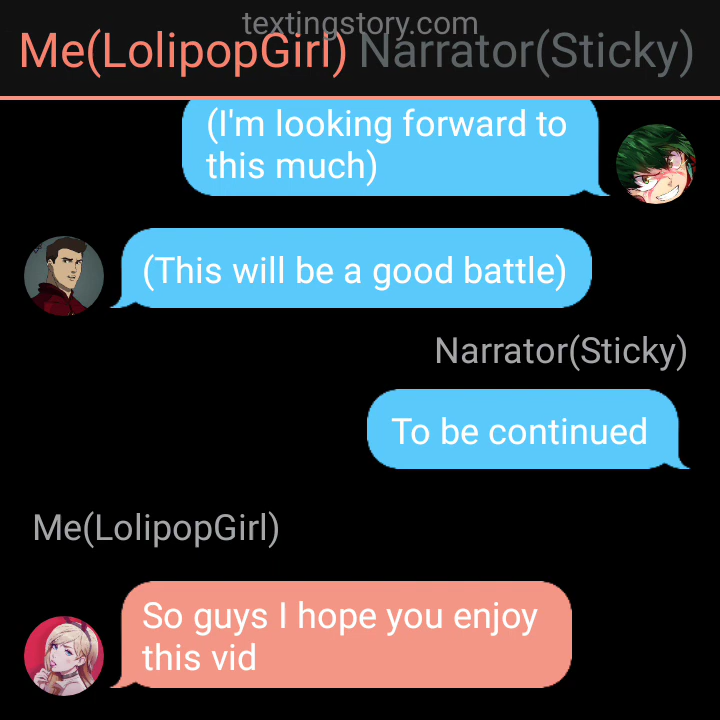 textingstory.com
Me(LolipopGirl) Narrator(Sticky)
(I'm looking forward to
this much)
(This will be a good battle)
Narrator(Sticky)
To be continued
Me(LolipopGirl)
So guys I hope you enjoy
this vid